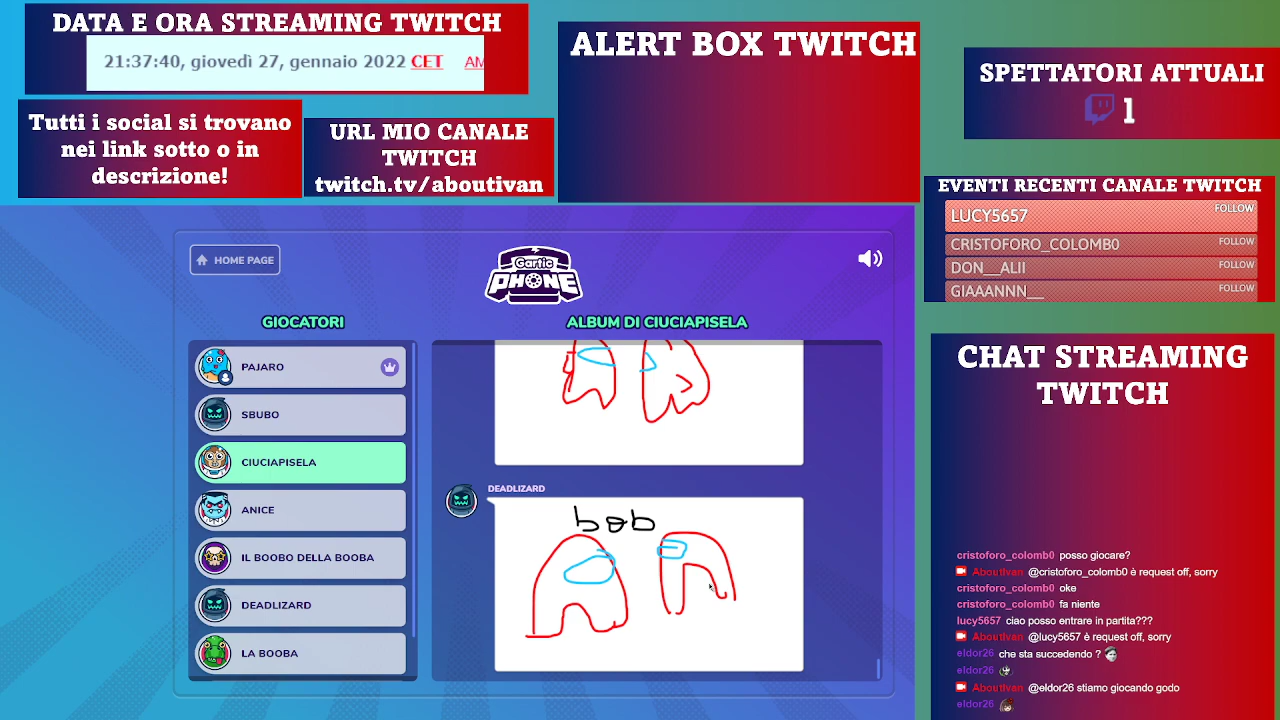 DATA E ORA STREAMING TWITCH
21:37:40, giovedì 27, gennaio 2022 CET AM
Tutti i social si trovano
nei link sotto o in
descrizione!
URL MIO CANALE
TWITCH
twitch.tv/aboutivan
ALERT BOX TWITCH
SPETTATORI ATTUALI
1
EVENTI RECENTI CANALE TWITCH
LUCY5657 FOLLOW
CRISTOFORO_COLOMB0 FOLLOW
DON__ALII FOLLOW
GIAAANNN__ FOLLOW
HOME PAGE
Gartic
PHONE
GIOCATORI
PAJARO
SBUBO
CIUCIAPISELA
ANICE
IL BOOBO DELLA BOOBA
DEADLIZARD
LA BOOBA
ALBUM DI CIUCIAPISELA
DEADLIZARD
bob
CHAT STREAMING
TWITCH
cristoforo_colomb0 posso giocare?
AboutIvan @cristoforo_colomb0 è request off, sorry
cristoforo_colomb0 oke
cristoforo_colomb0 fa niente
lucy5657 ciao posso entrare in partita???
AboutIvan @lucy5657 è request off, sorry
eldor26 che sta succedendo ?
eldor26
AboutIvan @eldor26 stiamo giocando godo
eldor26